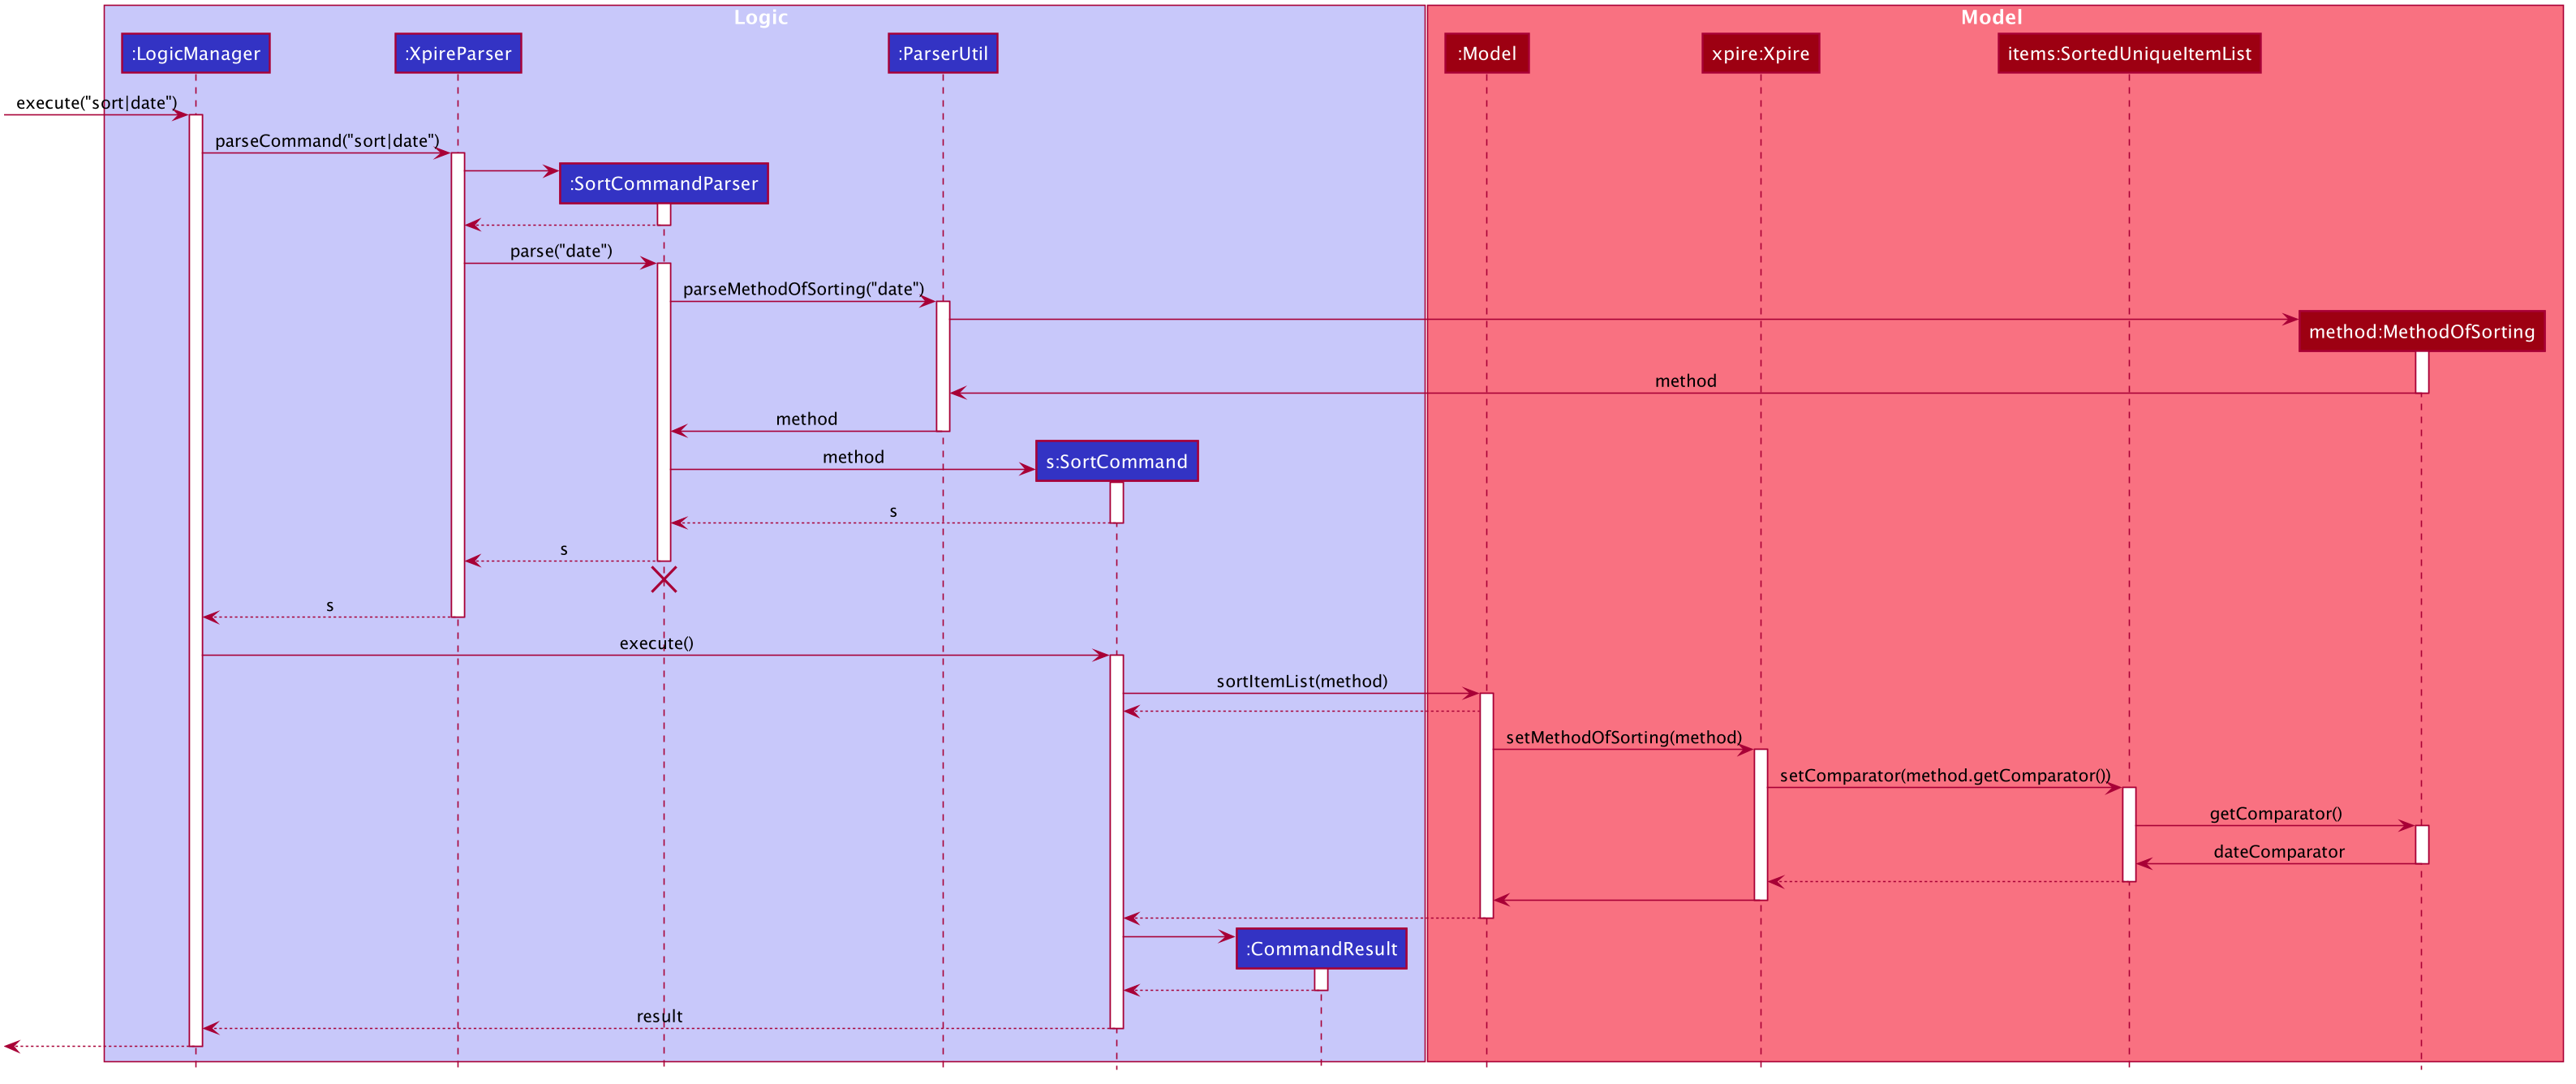 Logic
Model
:LogicManager
:XpireParser
:ParserUtil
:Model
xpire:Xpire
items:SortedUniqueItemList
execute("sort|date")
parseCommand("sort|date")
:SortCommandParser
parse("date")
parseMethodOfSorting("date")
method:MethodOfSorting
method
method
method
s:SortCommand
s
s
s
execute()
sortItemList(method)
setMethodOfSorting(method)
setComparator(method.getComparator())
getComparator()
dateComparator
:CommandResult
result